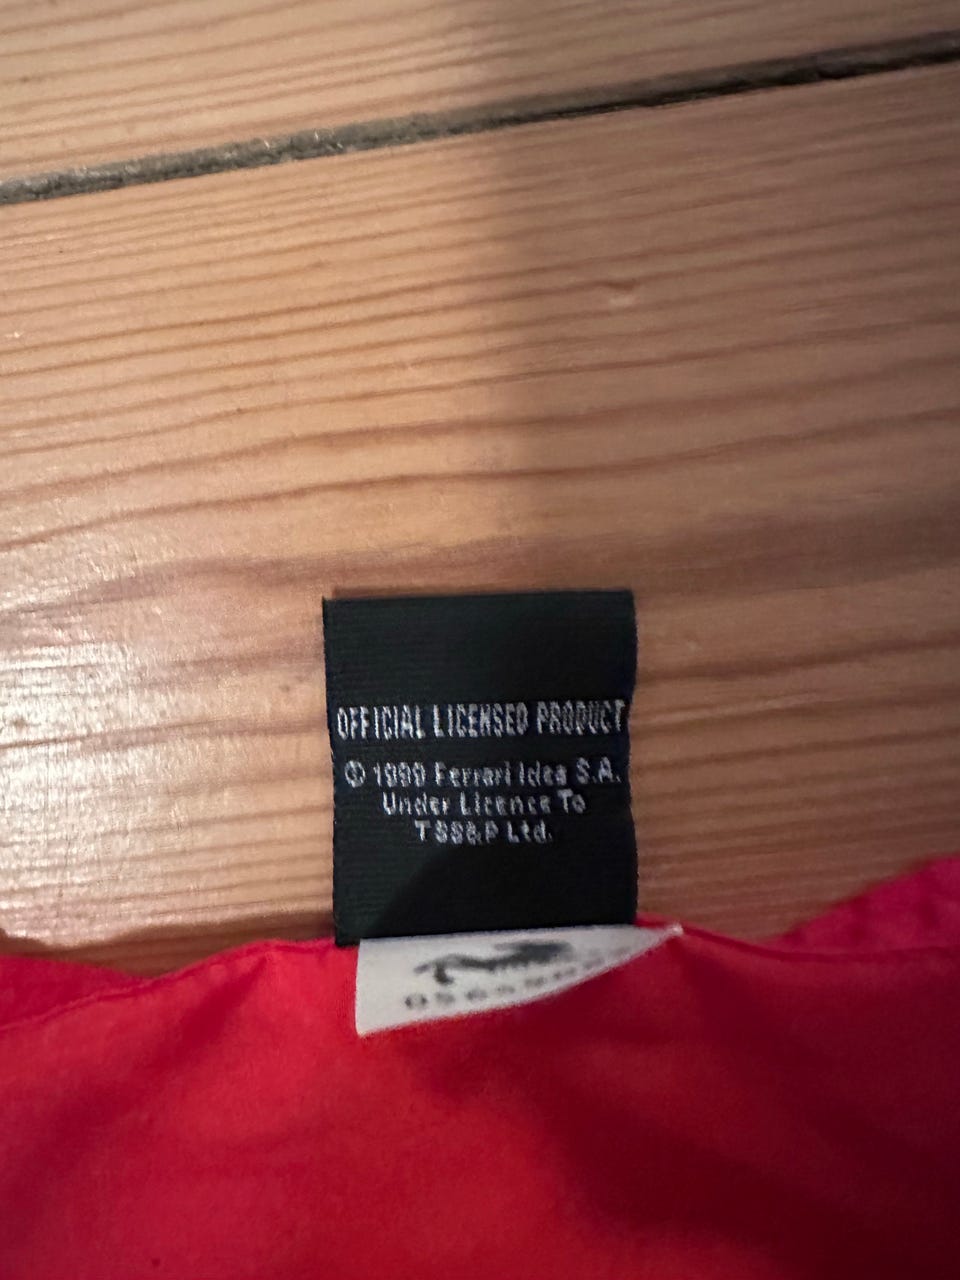 OFFICIAL LICENSED PRODUCT
© 1999 Ferrari Idea S.A.
Under Licence To
TSS&P Ltd.